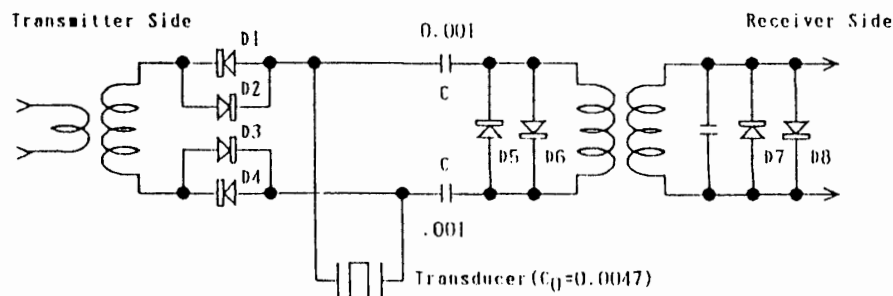 Transmitter Side
Receiver Side
D1
0.001
C
D2
D3
D5
D6
D7
D8
D4
C
.001
Transducer(C0=0.0047)